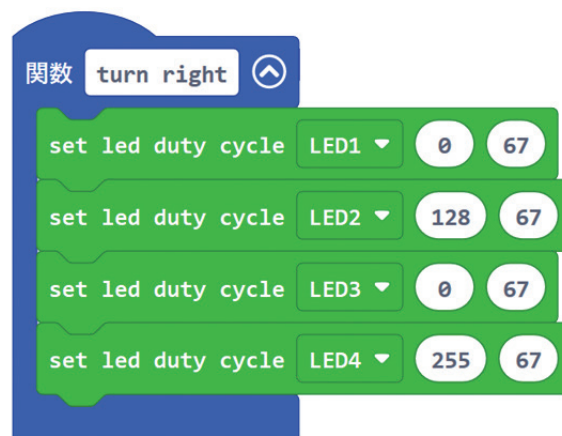 関数 turn right
set led duty cycle LED1 0 67
set led duty cycle LED2 128 67
set led duty cycle LED3 0 67
set led duty cycle LED4 255 67